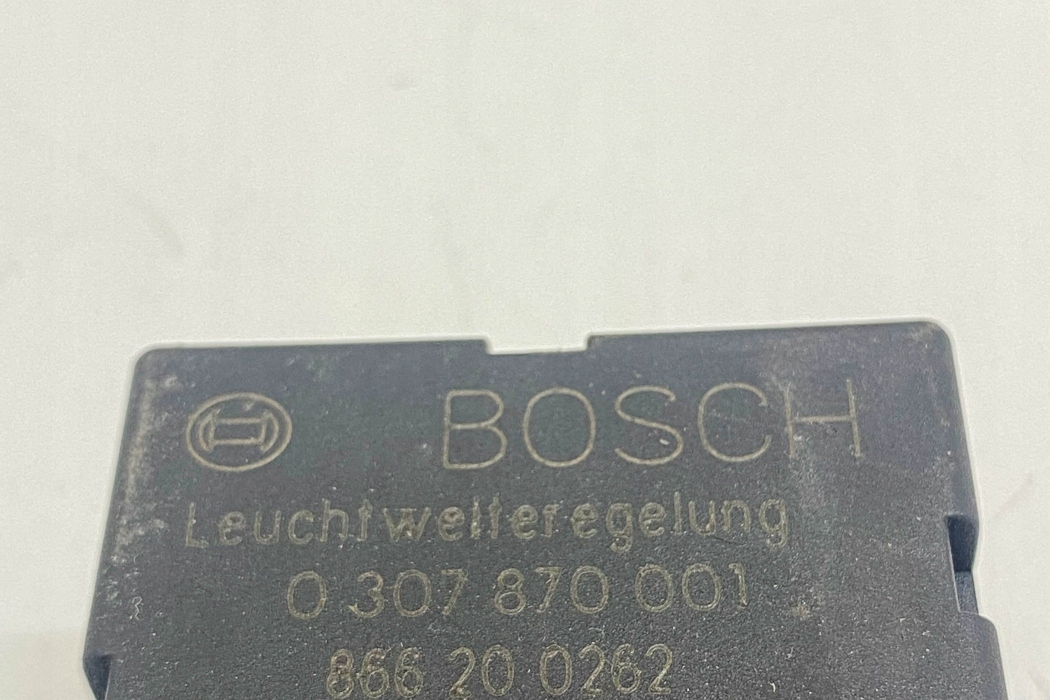 BOSCH
Leuchtweiteregelung
0 307 870 001
866 20 0262